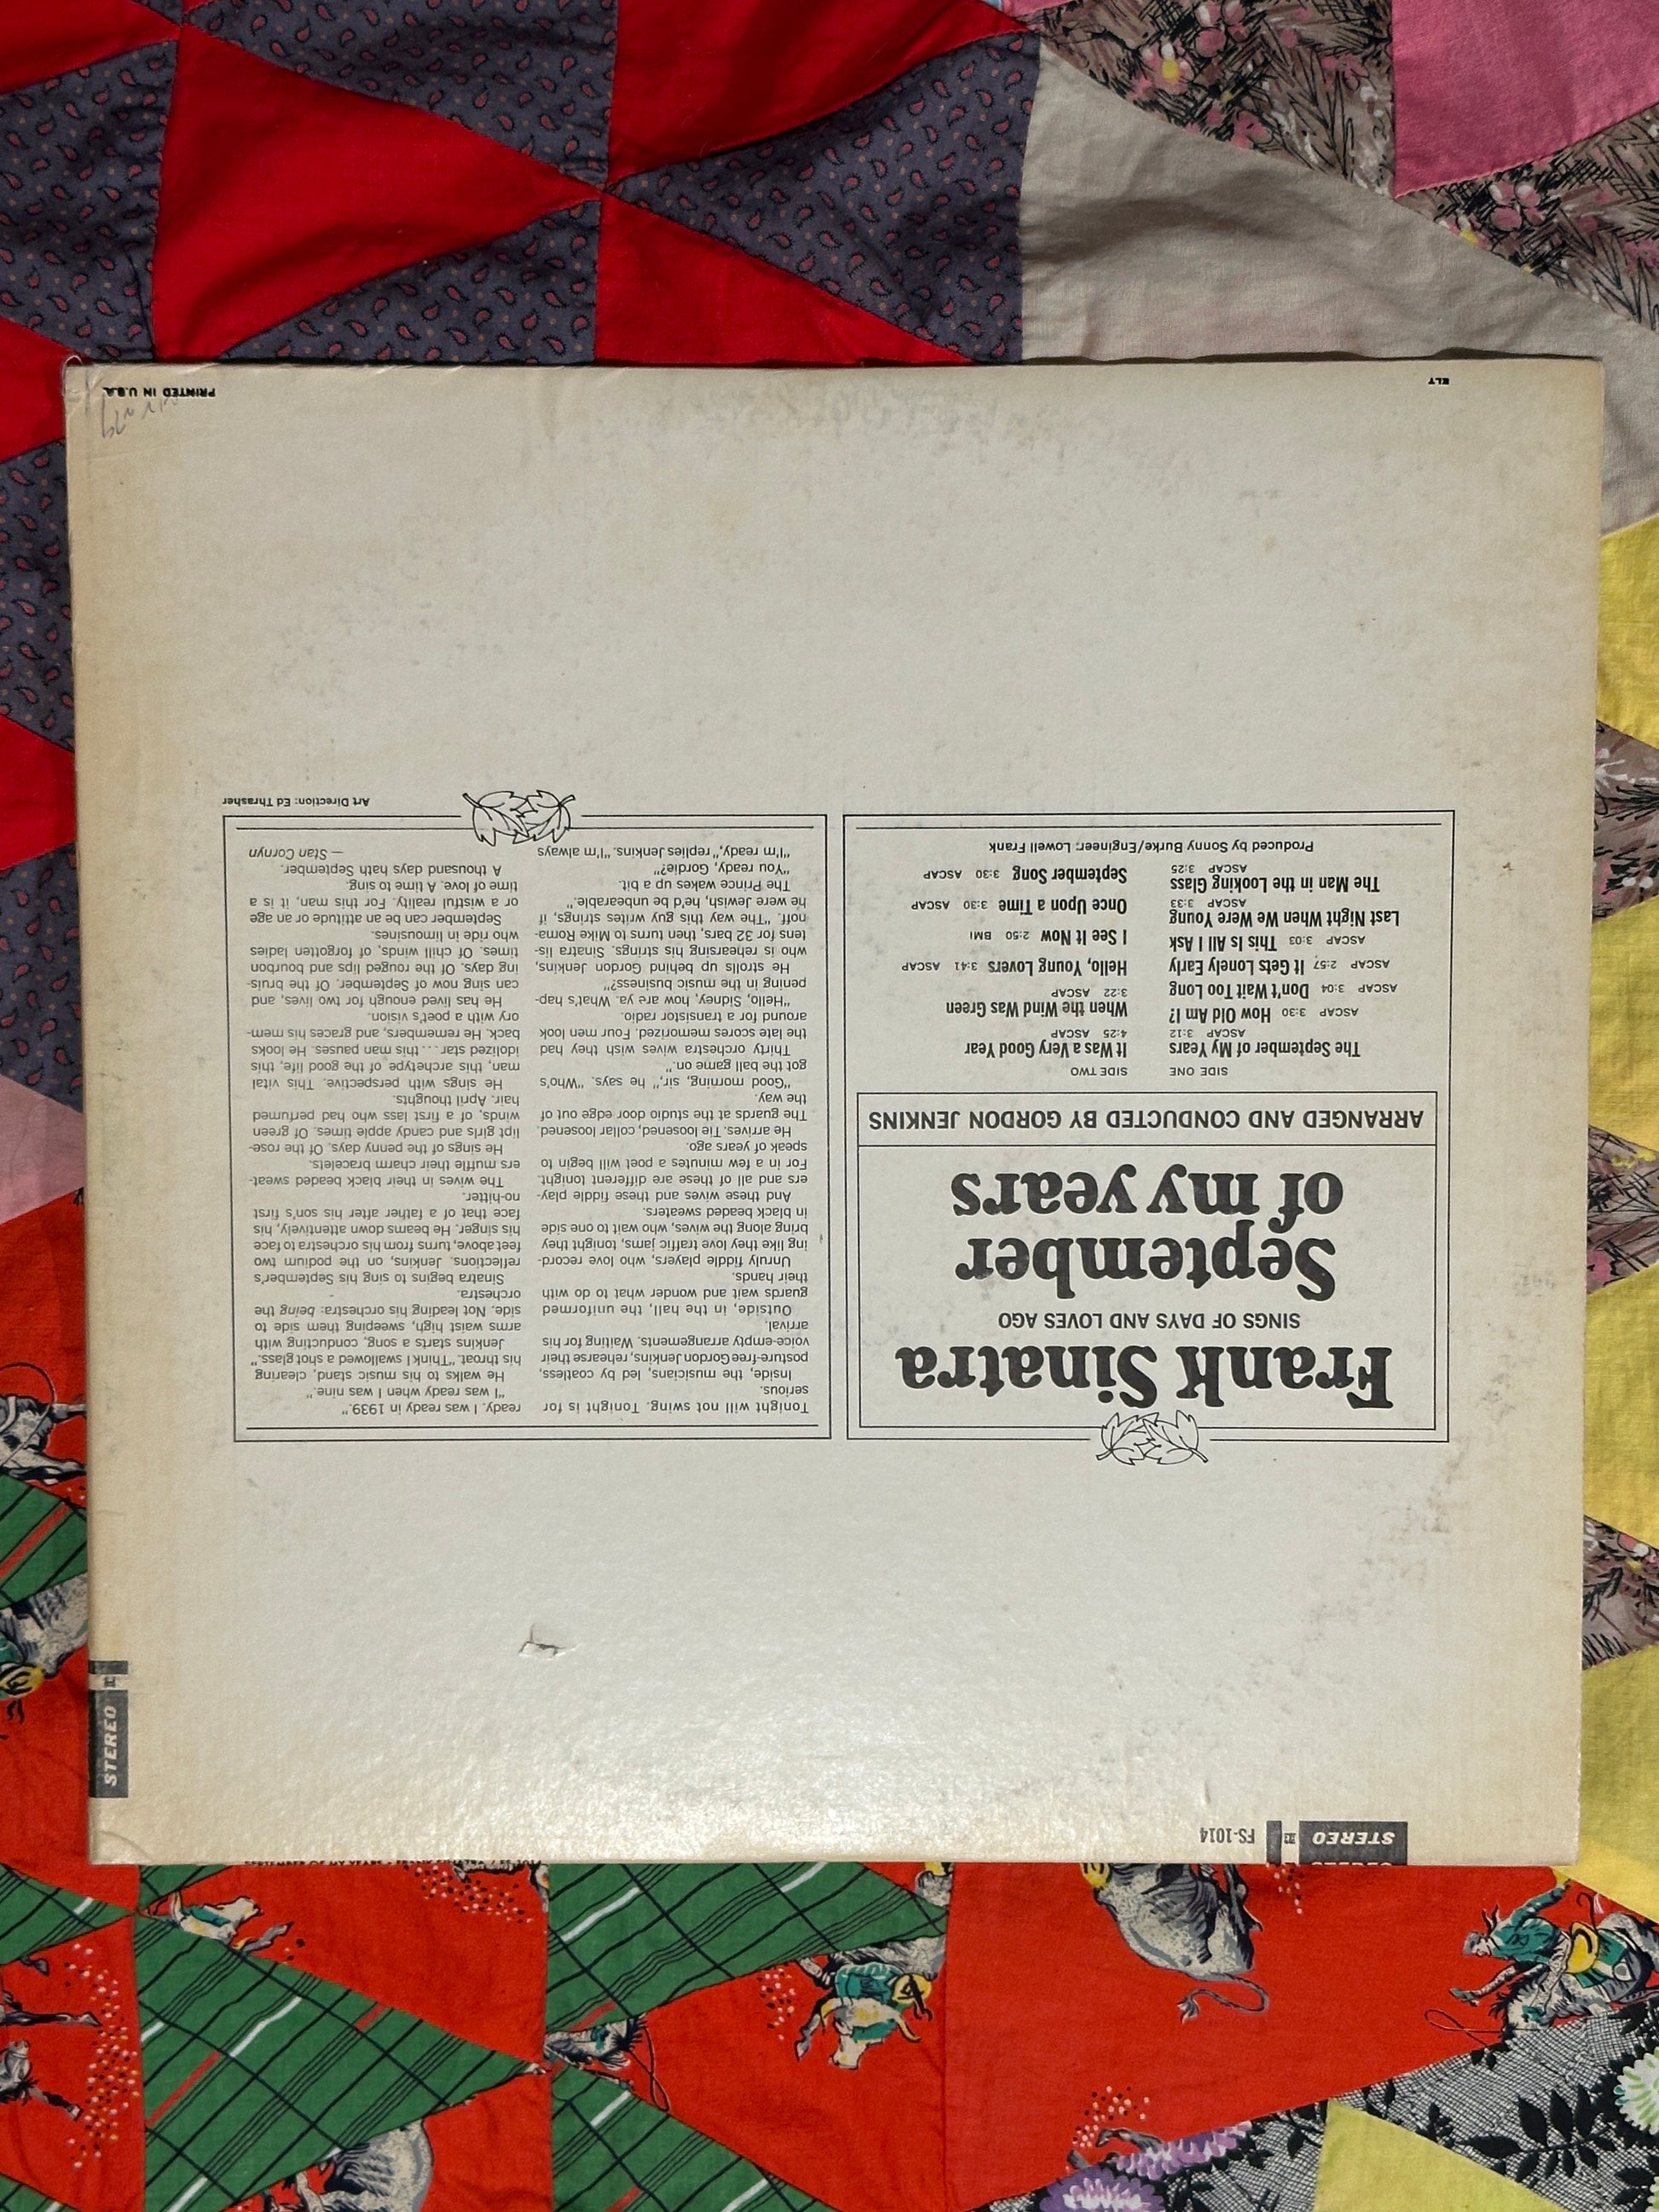 STEREO
FS-1014
STEREO
Frank Sinatra
SINGS OF DAYS AND LOVES AGO
September
of my years
ARRANGED AND CONDUCTED BY GORDON JENKINS
SIDE ONE
The September of My Years
ASCAP 3:12
How Old Am I? 3:30 ASCAP
Don't Wait Too Long 3:04 ASCAP
It Gets Lonely Early 2:57 ASCAP
This Is All I Ask 3:03 ASCAP
Last Night When We Were Young
ASCAP 3:33
The Man in the Looking Glass
ASCAP 3:25
SIDE TWO
It Was a Very Good Year
4:25 ASCAP
When the Wind Was Green
3:22 ASCAP
Hello, Young Lovers 3:41 ASCAP
I See It Now 2:50 BMI
Once Upon a Time 3:30 ASCAP
September Song 3:30 ASCAP
Produced by Sonny Burke/Engineer: Lowell Frank
Tonight will not swing. Tonight is for
serious.
Inside, the musicians, led by coatless,
posture-free Gordon Jenkins, rehearse their
voice-empty arrangements. Waiting for his
arrival.
Outside, in the hall, the uniformed
guards wait and wonder what to do with
their hands.
Unruly fiddle players, who love record-
ing like they love traffic jams, tonight they
bring along the wives, who wait to one side
in black beaded sweaters.
And these wives and these fiddle play-
ers and all of these are different tonight.
For in a few minutes a poet will begin to
speak of years ago.
He arrives. Tie loosened, collar loosened.
The guards at the studio door edge out of
the way.
"Good morning, sir," he says. "Who's
got the ball game on."
Thirty orchestra wives wish they had
the late scores memorized. Four men look
around for a transistor radio.
"Hello, Sidney, how are ya. What's hap-
pening in the music business?"
He strolls up behind Gordon Jenkins,
who is rehearsing his strings. Sinatra lis-
tens for 32 bars, then turns to Mike Roma-
noff. "The way this guy writes strings, if
he were Jewish, he'd be unbearable."
The Prince wakes up a bit.
"You ready, Gordie?"
"I'm ready," replies Jenkins. "I'm always
ready. I was ready in 1939."
"I was ready when I was nine."
He walks to his music stand, clearing
his throat. "Think I swallowed a shot glass."
Jenkins starts a song, conducting with
arms waist high, sweeping them side to
side. Not leading his orchestra: being the
orchestra.
Sinatra begins to sing his September's
reflections. Jenkins, on the podium two
feet above, turns from his orchestra to face
his singer. He beams down attentively, his
face that of a father after his son's first
no-hitter.
The wives in their black beaded sweat-
ers muffle their charm bracelets.
He sings of the penny days. Of the rose-
lipt girls and candy apple times. Of green
winds, of a first lass who had perfumed
hair. April thoughts.
He sings with perspective. This vital
man, this archetype of the good life, this
idolized star... this man pauses. He looks
back. He remembers, and graces his mem-
ory with a poet's vision.
He has lived enough for two lives, and
can sing now of September. Of the bruis-
ing days. Of the rouged lips and bourbon
times. Of chill winds, of forgotten ladies
who ride in limousines.
September can be an attitude or an age
or a wistful reality. For this man, it is a
time of love. A time to sing.
A thousand days hath September.
— Stan Cornyn
Art Direction: Ed Thrasher
ELT
PRINTED IN U.S.A.